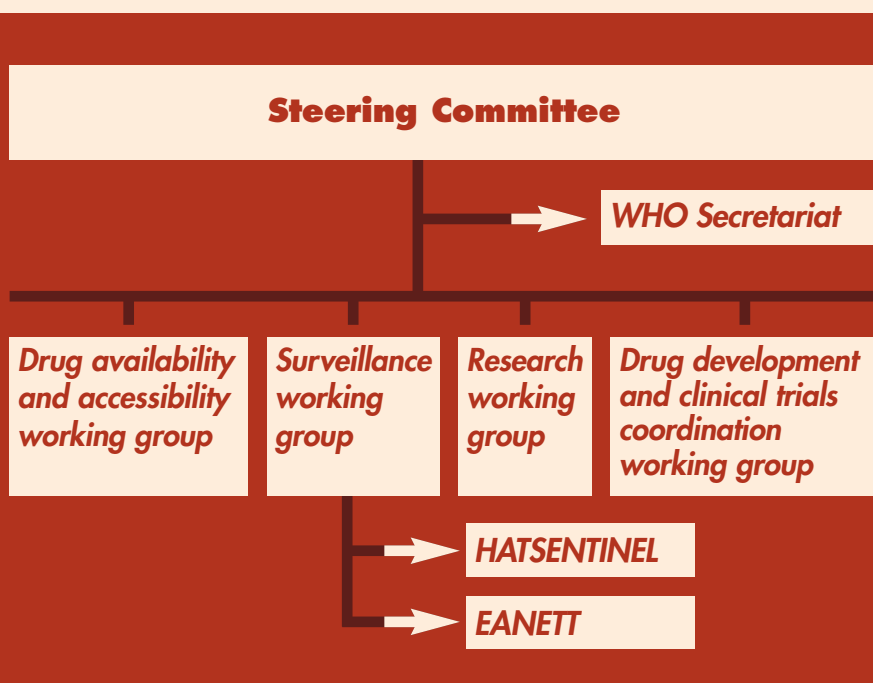 Steering Committee
WHO Secretariat
Drug availability
and accessibility
working group
Surveillance
working
group
Research
working
group
Drug development
and clinical trials
coordination
working group
HATSENTINEL
EANETT